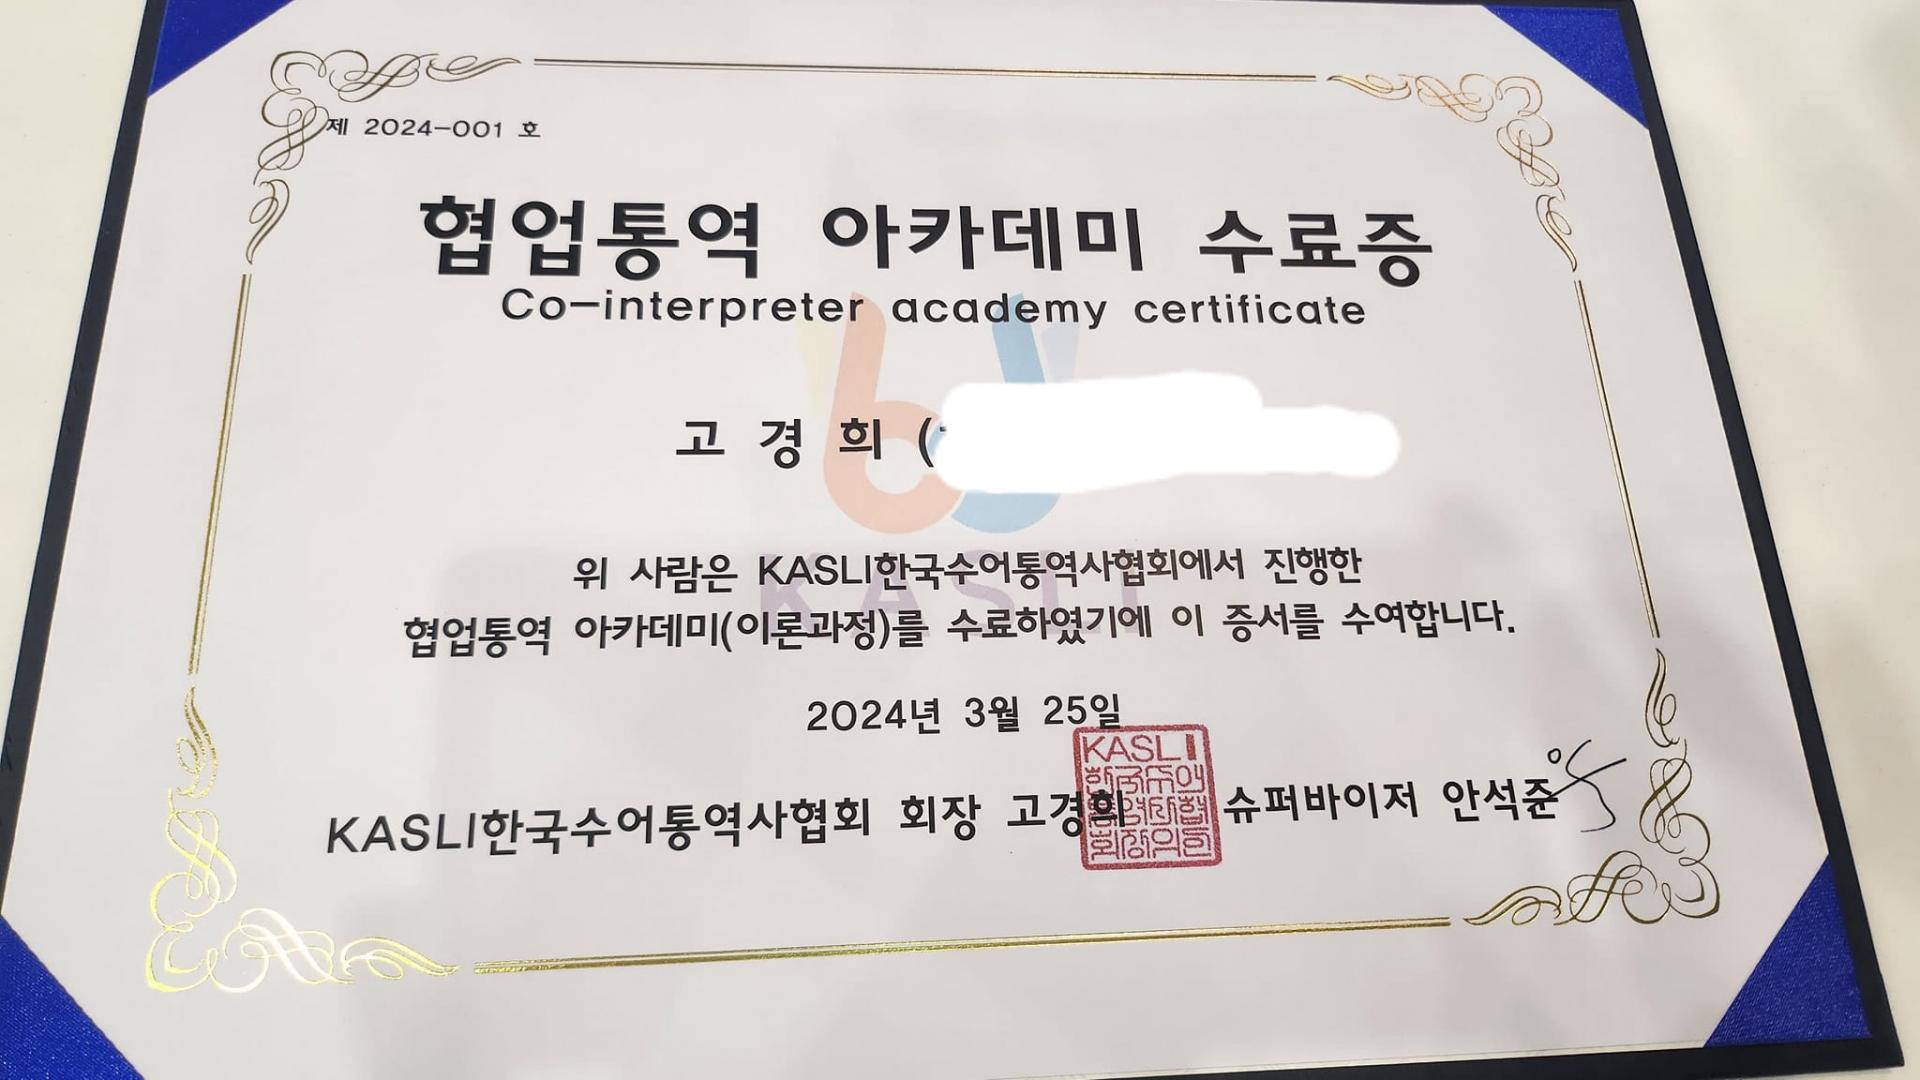 제 2024-001 호
협업통역 아카데미 수료증
Co-interpreter academy certificate
고 경 희 (
위 사람은 KASLI한국수어통역사협회에서 진행한
협업통역 아카데미(이론과정)를 수료하였기에 이 증서를 수여합니다.
2024년 3월 25일
KASLI한국수어통역사협회 회장 고경희 슈퍼바이저 안석준
KASLI
KASLI